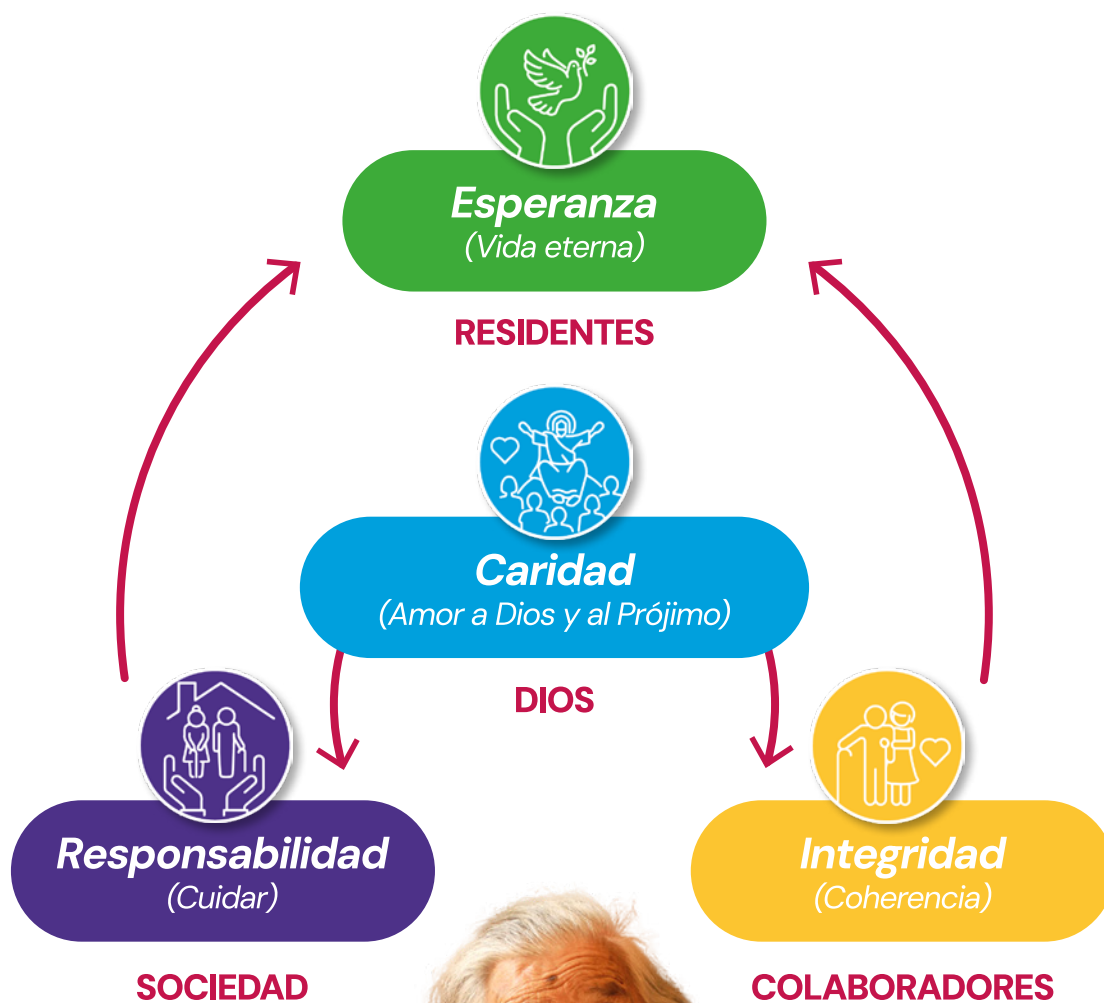 Esperanza
(Vida eterna)
RESIDENTES
Caridad
(Amor a Dios y al Prójimo)
DIOS
Responsabilidad
(Cuidar)
SOCIEDAD
Integridad
(Coherencia)
COLABORADORES